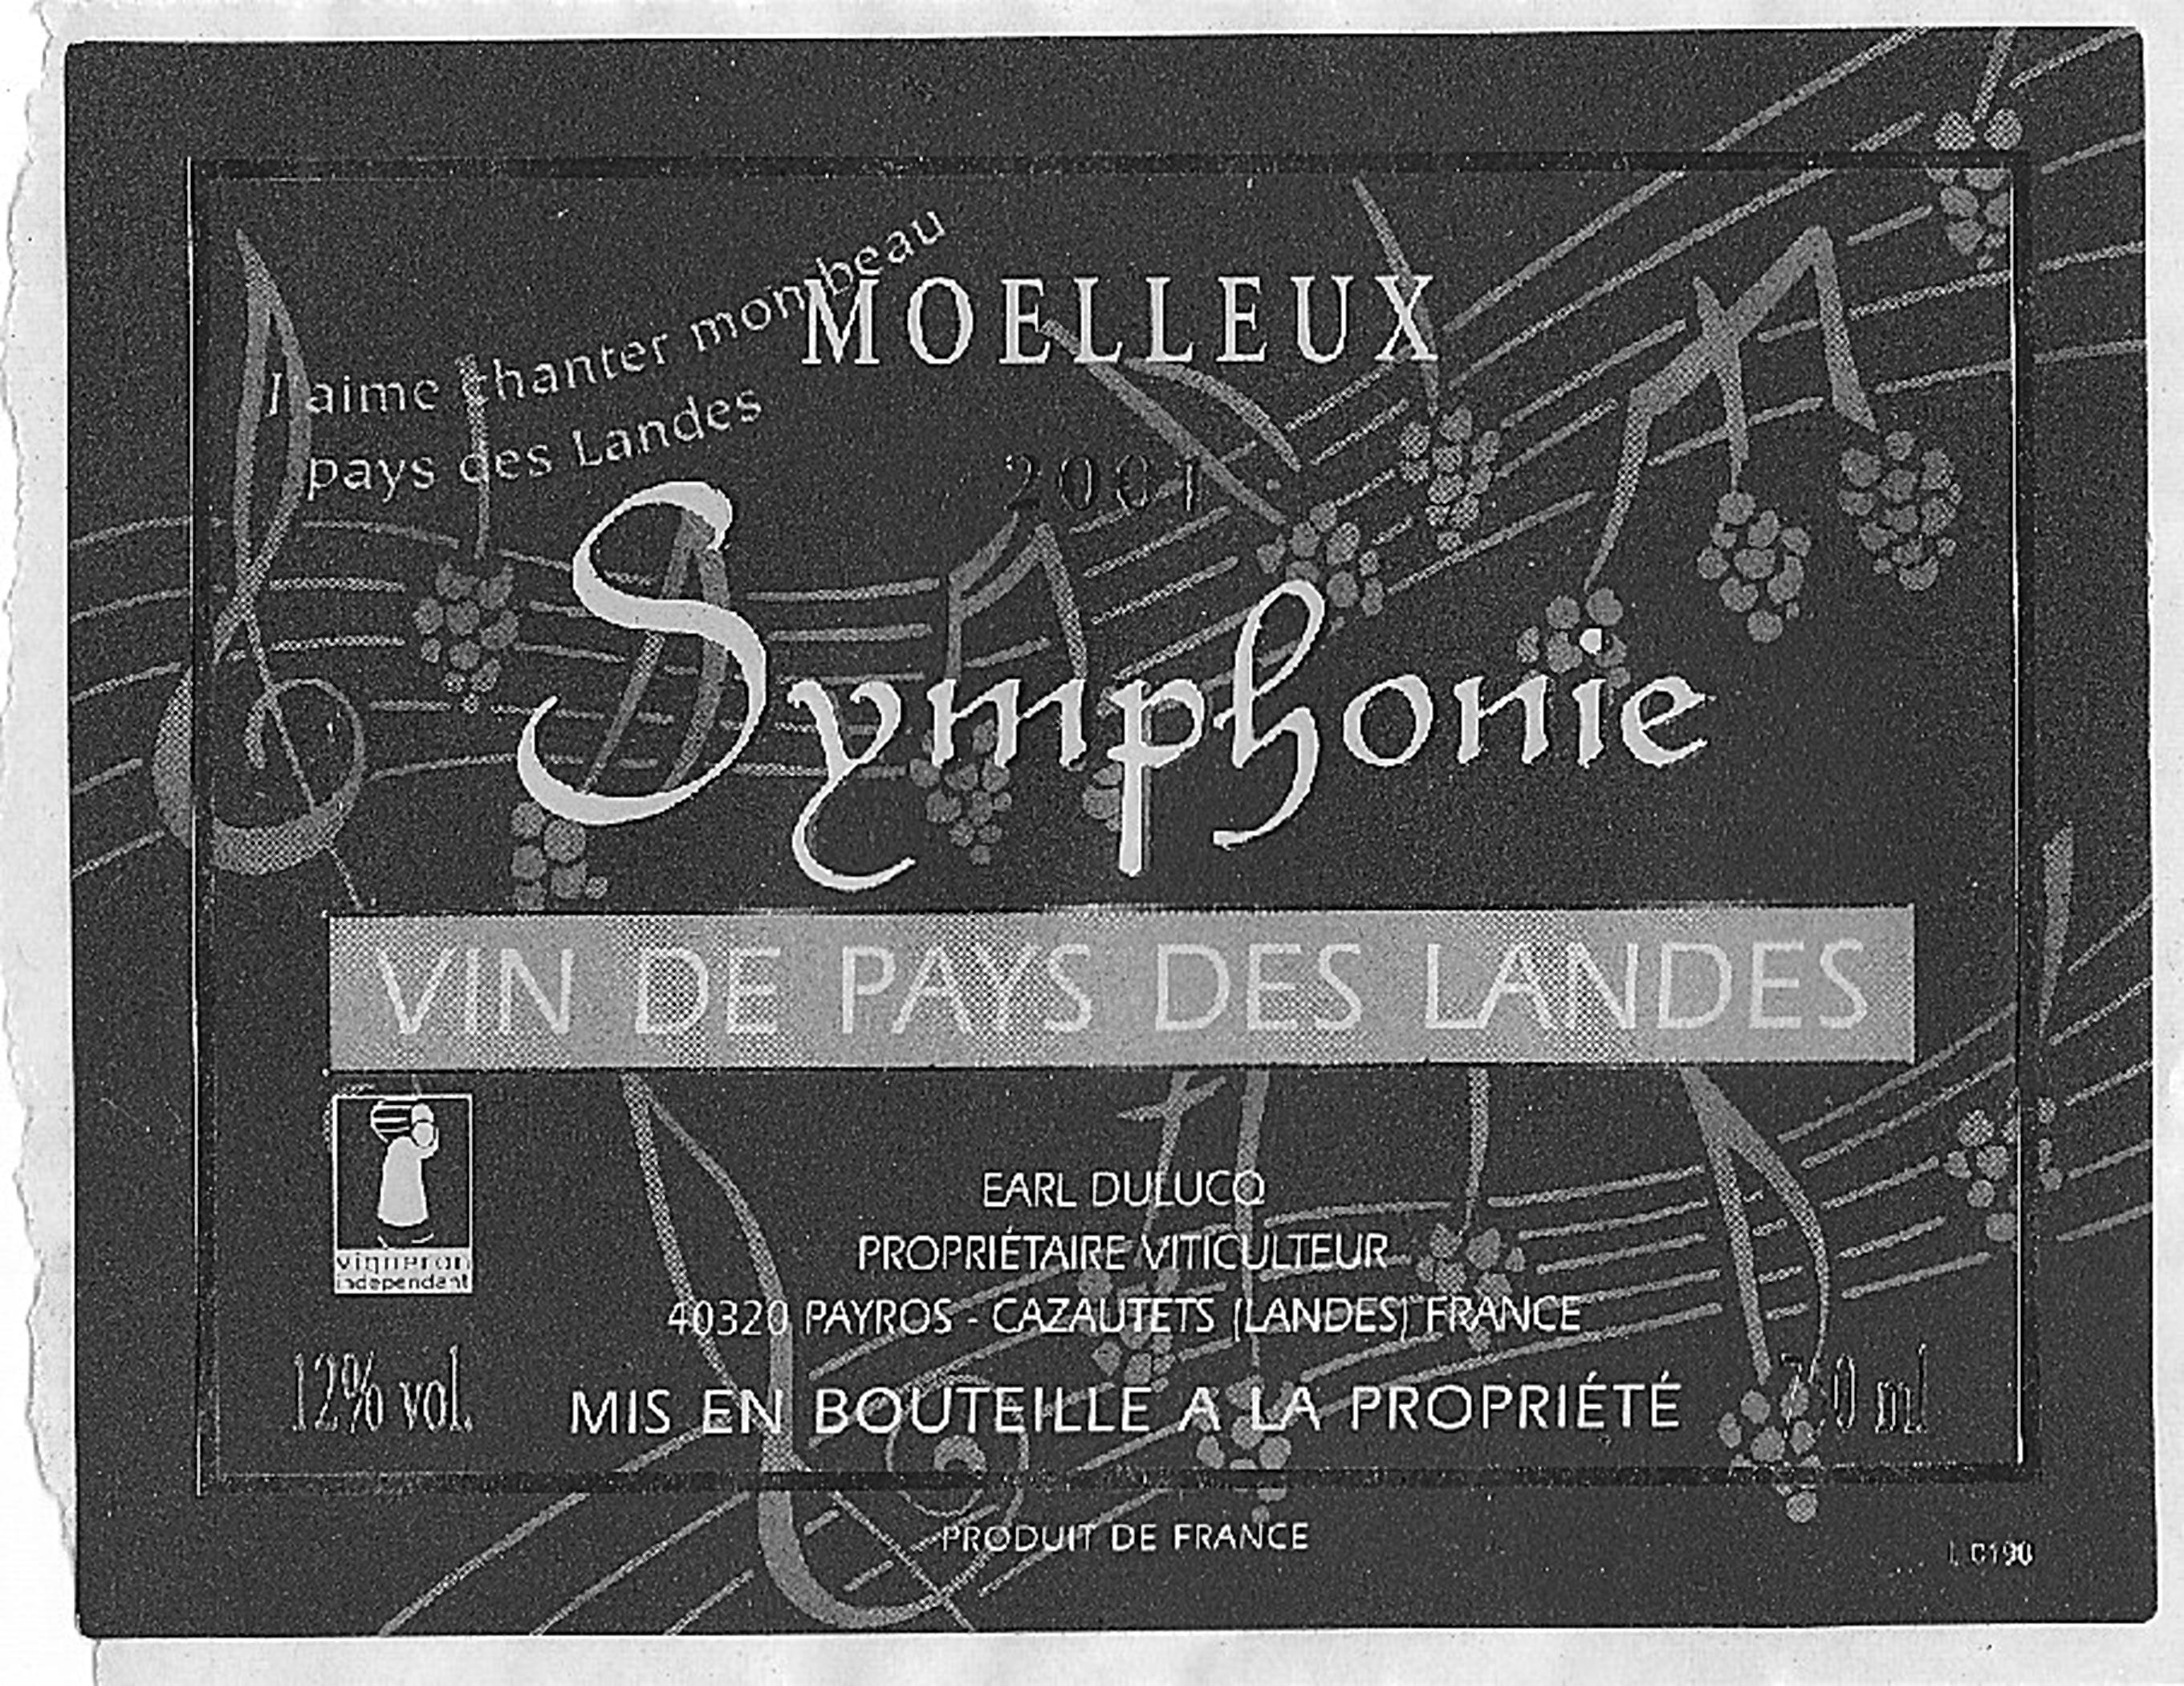 J'aime chanter mon beau
pays des Landes
MOELLEUX
2001
Symphonie
VIN DE PAYS DES LANDES
vigneron
indépendant
EARL DULUCQ
PROPRIÉTAIRE VITICULTEUR
40320 PAYROS - CAZAUTETS (LANDES) FRANCE
12% vol.
MIS EN BOUTEILLE A LA PROPRIÉTÉ
750 ml
PRODUIT DE FRANCE
L 0190